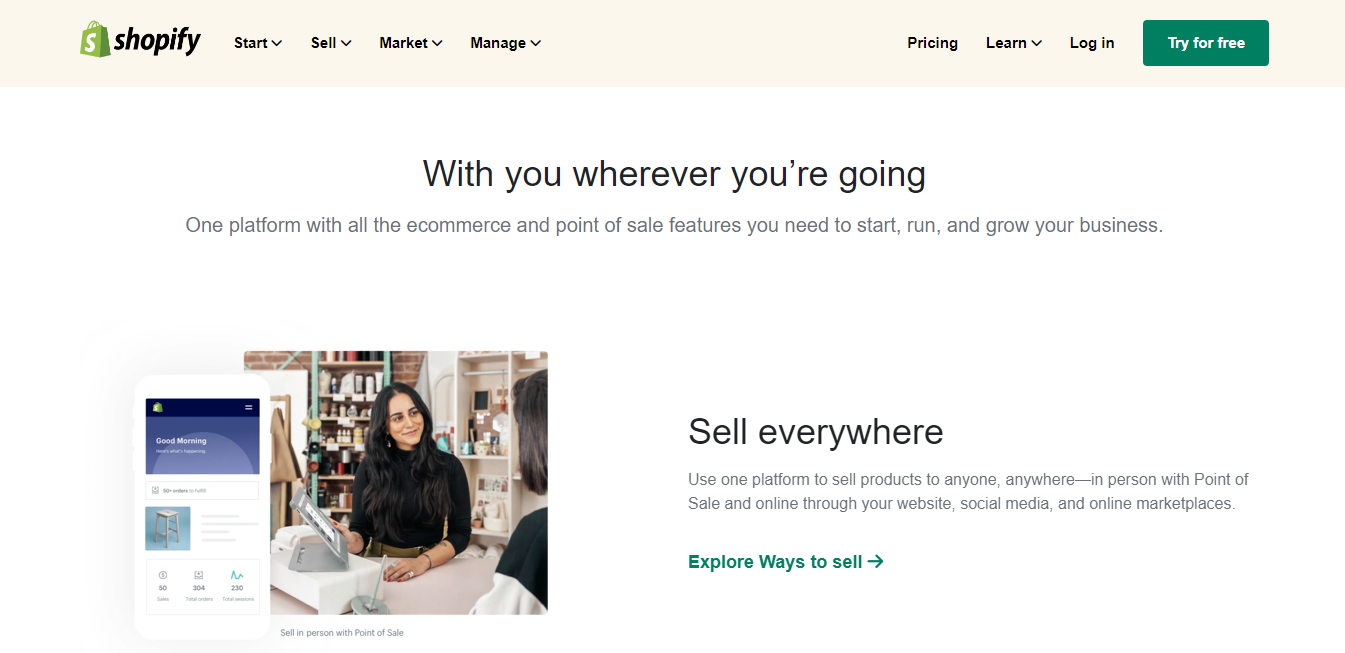 shopify Start Sell Market Manage Pricing Learn Log in Try for free
With you wherever you’re going
One platform with all the ecommerce and point of sale features you need to start, run, and grow your business.
Good Morning
Here's what's happening
50+ orders to fulfill
50 304 230
Sales Total orders Total sessions
Sell in person with Point of Sale
Sell everywhere
Use one platform to sell products to anyone, anywhere—in person with Point of
Sale and online through your website, social media, and online marketplaces.
Explore Ways to sell →